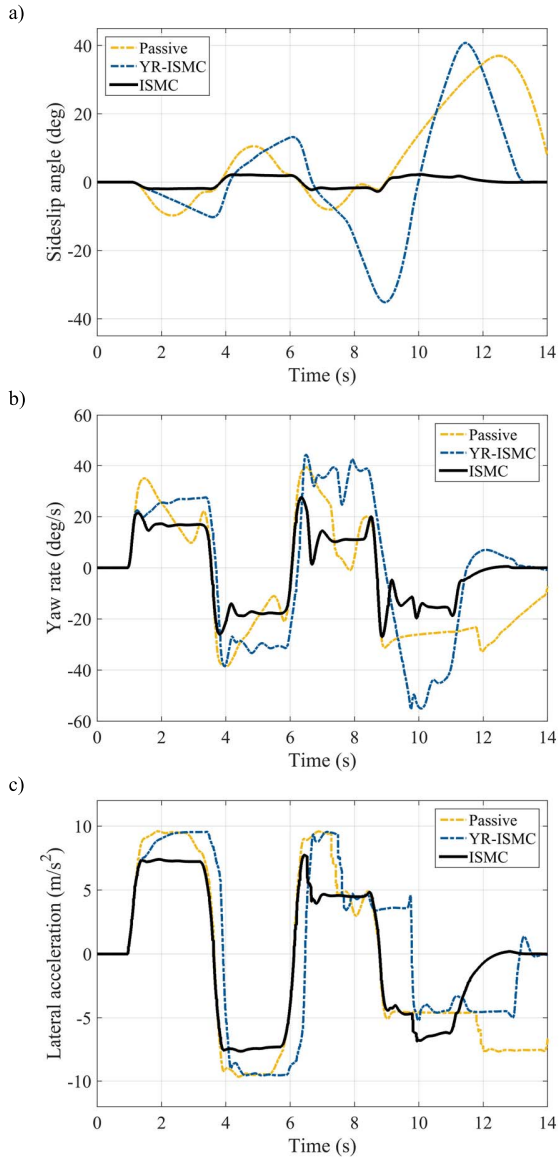 a)
Passive
YR-ISMC
ISMC
Sideslip angle (deg)
40
20
0
-20
-40
0 2 4 6 8 10 12 14
Time (s)
b)
Passive
YR-ISMC
ISMC
Yaw rate (deg/s)
60
40
20
0
-20
-40
-60
0 2 4 6 8 10 12 14
Time (s)
c)
Passive
YR-ISMC
ISMC
Lateral acceleration (m/s²)
10
5
0
-5
-10
0 2 4 6 8 10 12 14
Time (s)